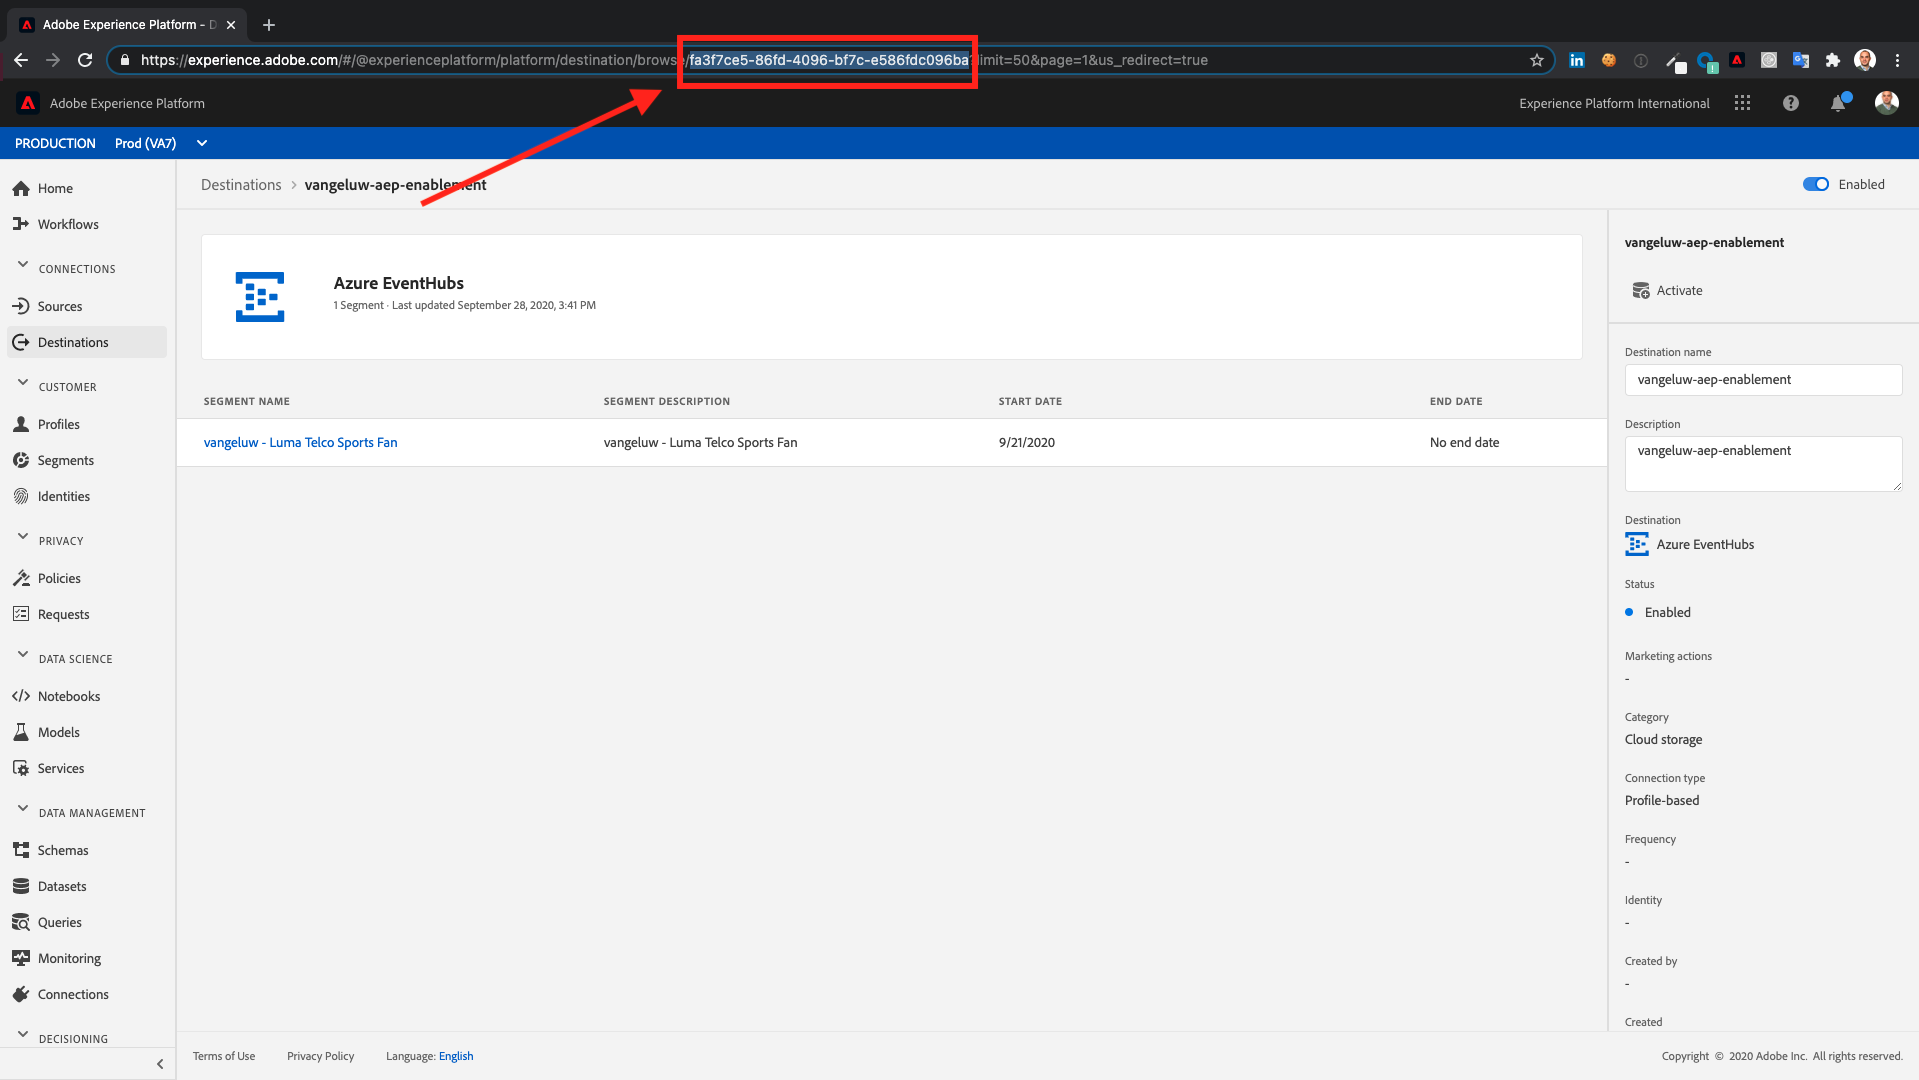 Adobe Experience Platform - D
https://experience.adobe.com/#/@experienceplatform/platform/destination/browse/fa3f7ce5-86fd-4096-bf7c-e586fdc096ba?limit=50&page=1&us_redirect=true
Adobe Experience Platform
Experience Platform International
PRODUCTION Prod (VA7)
Home
Workflows
CONNECTIONS
Sources
Destinations
CUSTOMER
Profiles
Segments
Identities
PRIVACY
Policies
Requests
DATA SCIENCE
Notebooks
Models
Services
DATA MANAGEMENT
Schemas
Datasets
Queries
Monitoring
Connections
DECISIONING
Destinations > vangeluw-aep-enablement
Enabled
Azure EventHubs
1 Segment · Last updated September 28, 2020, 3:41 PM
SEGMENT NAME SEGMENT DESCRIPTION START DATE END DATE
vangeluw - Luma Telco Sports Fan vangeluw - Luma Telco Sports Fan 9/21/2020 No end date
vangeluw-aep-enablement
Activate
Destination name
vangeluw-aep-enablement
Description
vangeluw-aep-enablement
Destination
Azure EventHubs
Status
Enabled
Marketing actions
-
Category
Cloud storage
Connection type
Profile-based
Frequency
-
Identity
-
Created by
-
Created
Terms of Use Privacy Policy Language: English
Copyright © 2020 Adobe Inc. All rights reserved.